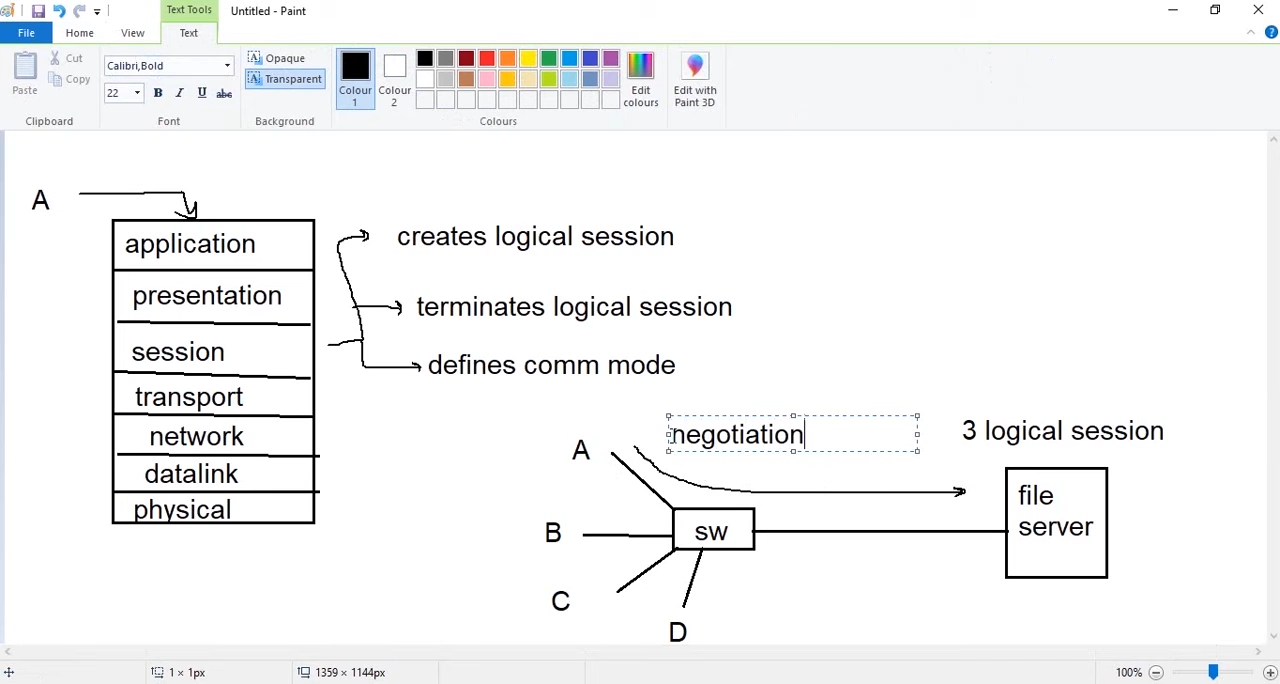 Text Tools
Untitled - Paint
File
Home
View
Text
Paste
Cut
Copy
Clipboard
Calibri,Bold
22
B
I
U
abc
Font
Opaque
Transparent
Background
Colour 1
Colour 2
Edit colours
Colours
Edit with Paint 3D
A
application
presentation
session
transport
network
datalink
physical
creates logical session
terminates logical session
defines comm mode
negotiation
3 logical session
A
B
C
D
sw
file
server
1 × 1px
1359 × 1144px
100%